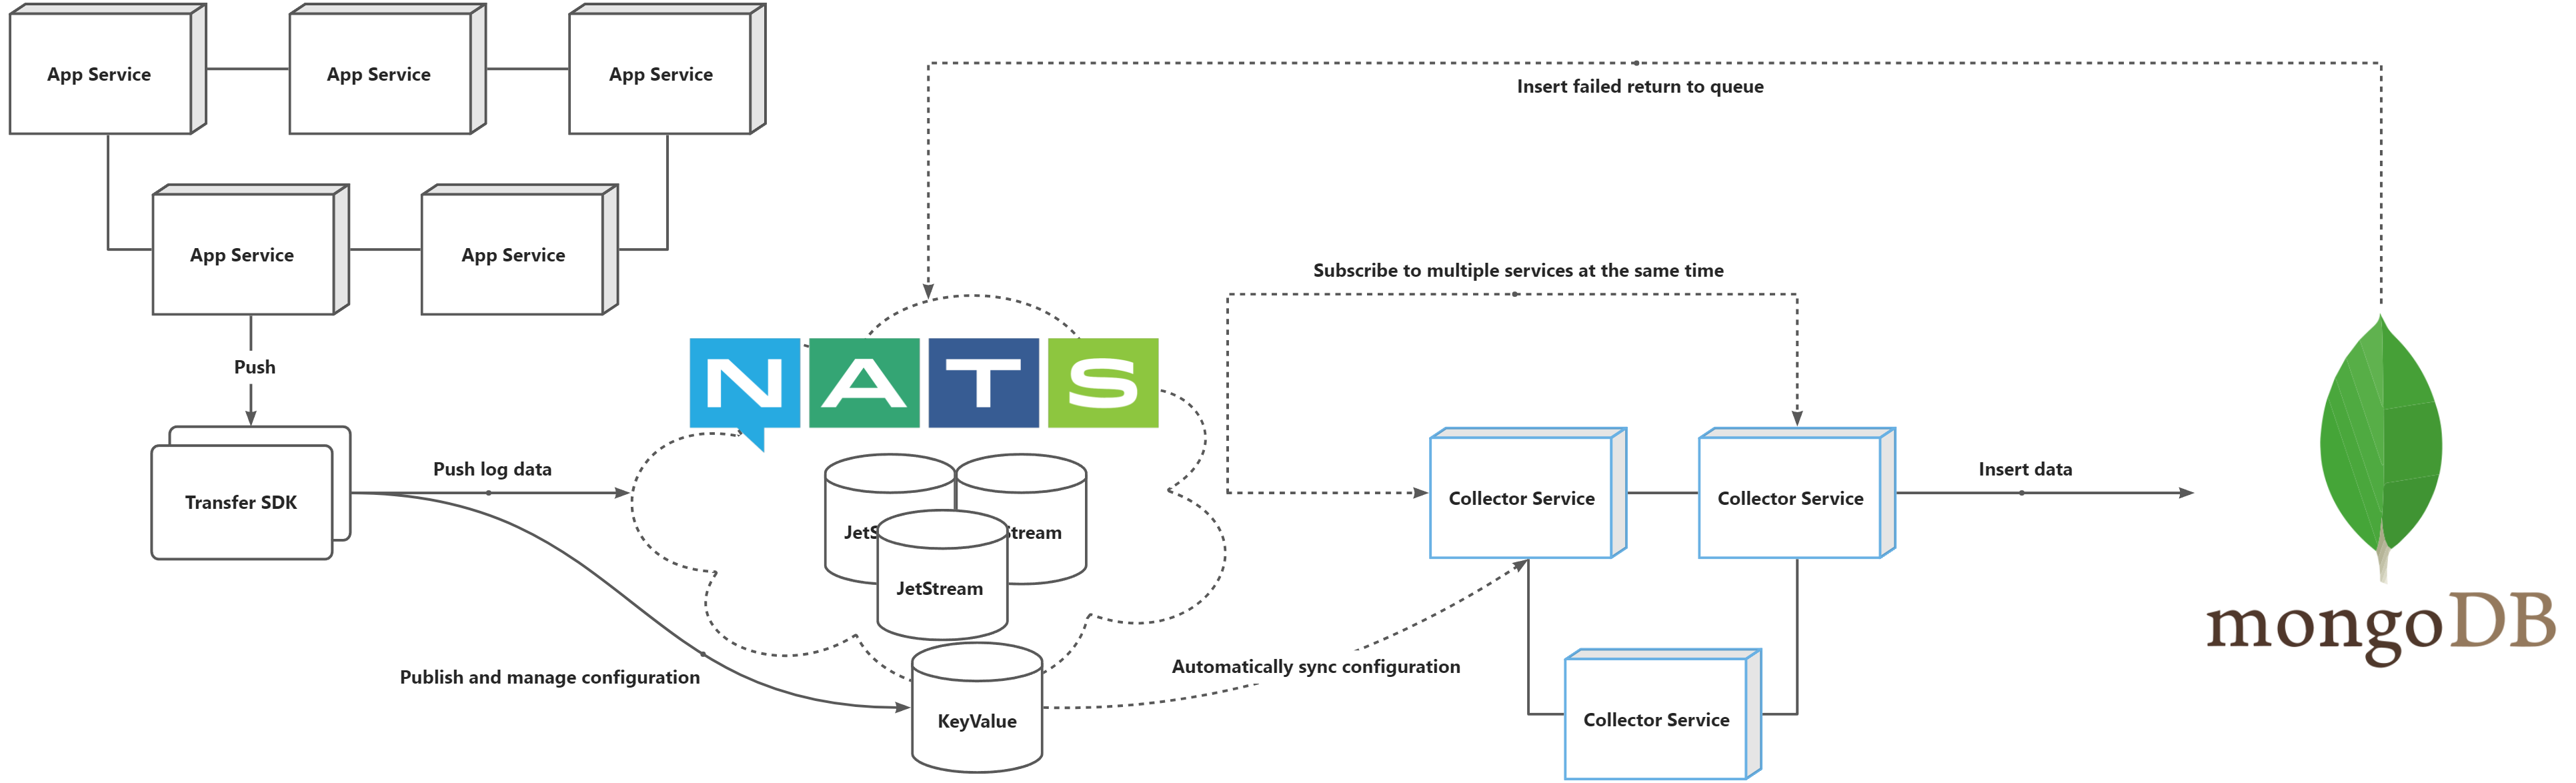 App Service
App Service
App Service
Insert failed return to queue
App Service
App Service
Subscribe to multiple services at the same time
Push
NATS
Push log data
Transfer SDK
JetS
Stream
JetStream
Collector Service
Collector Service
Insert data
Publish and manage configuration
KeyValue
Automatically sync configuration
Collector Service
mongoDB